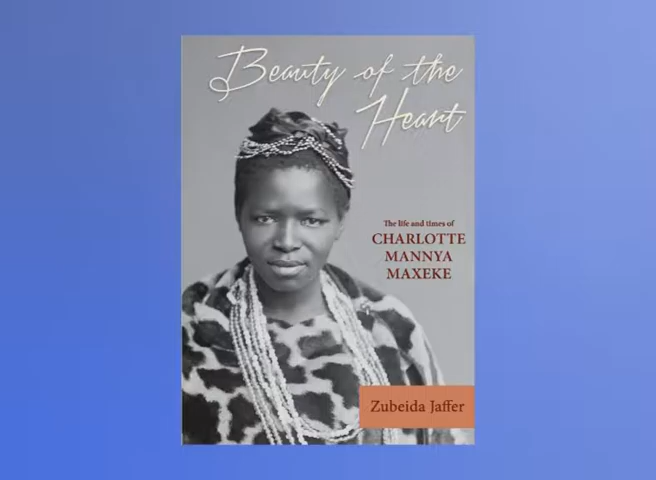 Beauty of the
Heart
The life and times of
CHARLOTTE
MANNYA
MAXEKE
Zubeida Jaffer